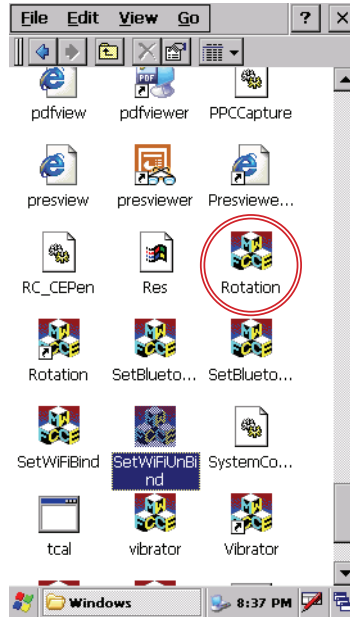 File Edit View Go ? ×
pdfview pdfviewer PPCCapture
presview presviewer Presviewe...
RC_CEPen Res Rotation
Rotation SetBlueto... SetBlueto...
SetWiFiBind SetWiFiUnBi
nd SystemCo...
tcal vibrator Vibrator
Windows 8:37 PM